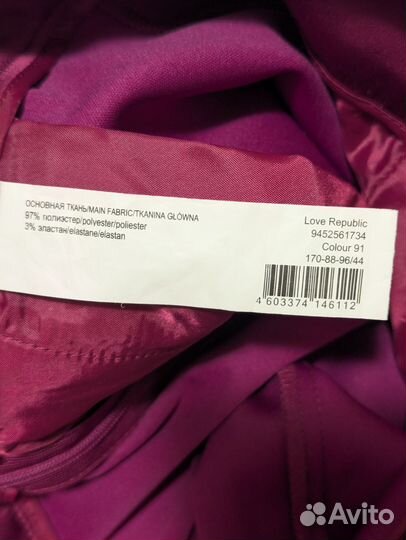 ОСНОВНАЯ ТКАНЬ/MAIN FABRIC/TKANINA GLÓWNA
97% полиэстер/polyester/poliester
3% эластан/elastane/elastan
Love Republic
9452561734
Colour 91
170-88-96/44
4 603374 146112
Avito